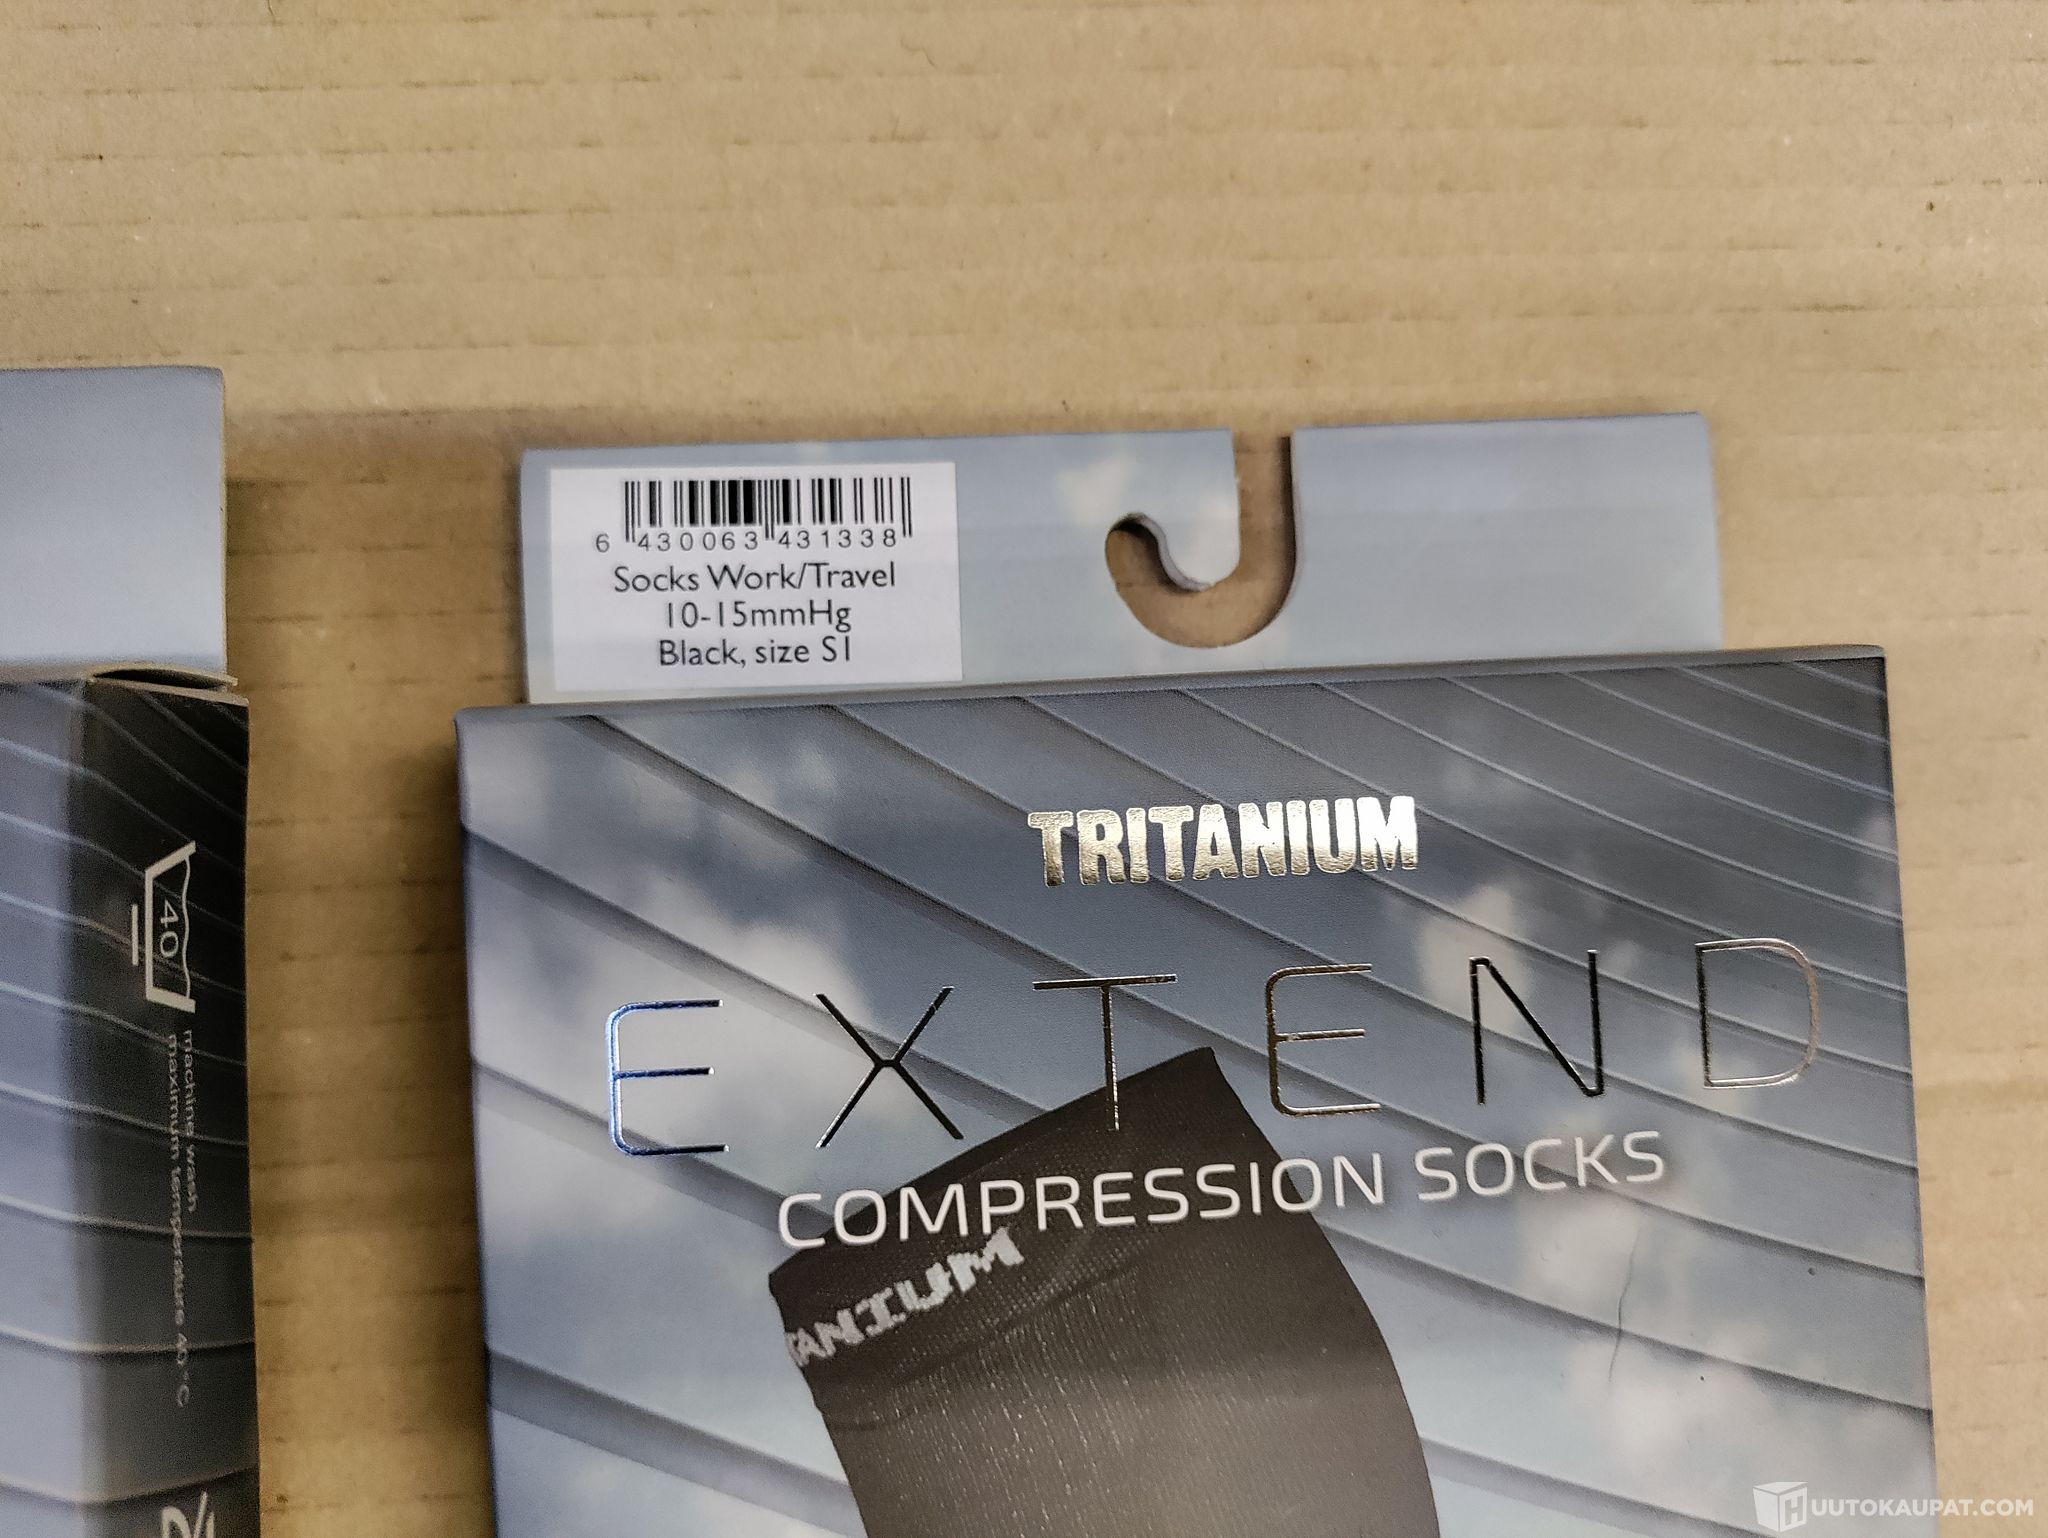 6 430063 431338
Socks Work/Travel
10-15mmHg
Black, size S1
TRITANIUM
EXTEND
COMPRESSION SOCKS
TANIUM
40
machine wash
maximum temperature 40 °C
HUUTOKAUPAT.COM